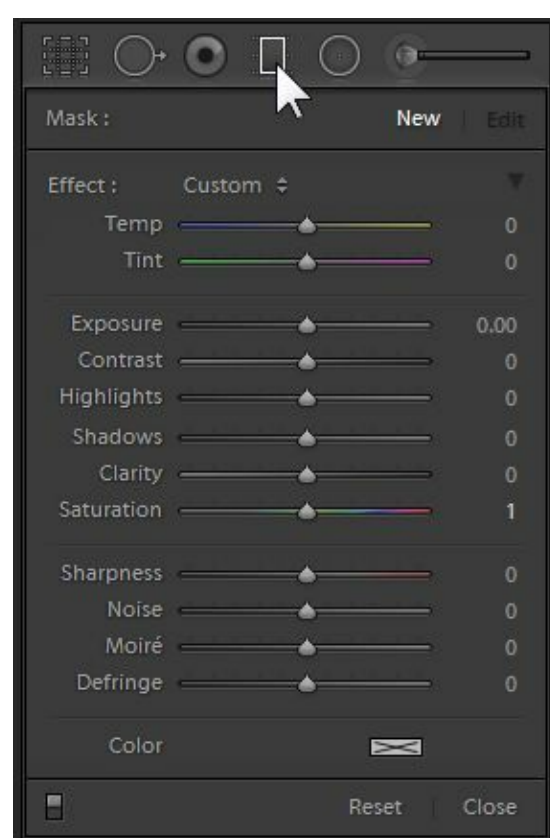 Mask : New Edit
Effect : Custom
Temp 0
Tint 0
Exposure 0.00
Contrast 0
Highlights 0
Shadows 0
Clarity 0
Saturation 1
Sharpness 0
Noise 0
Moiré 0
Defringe 0
Color
Reset Close